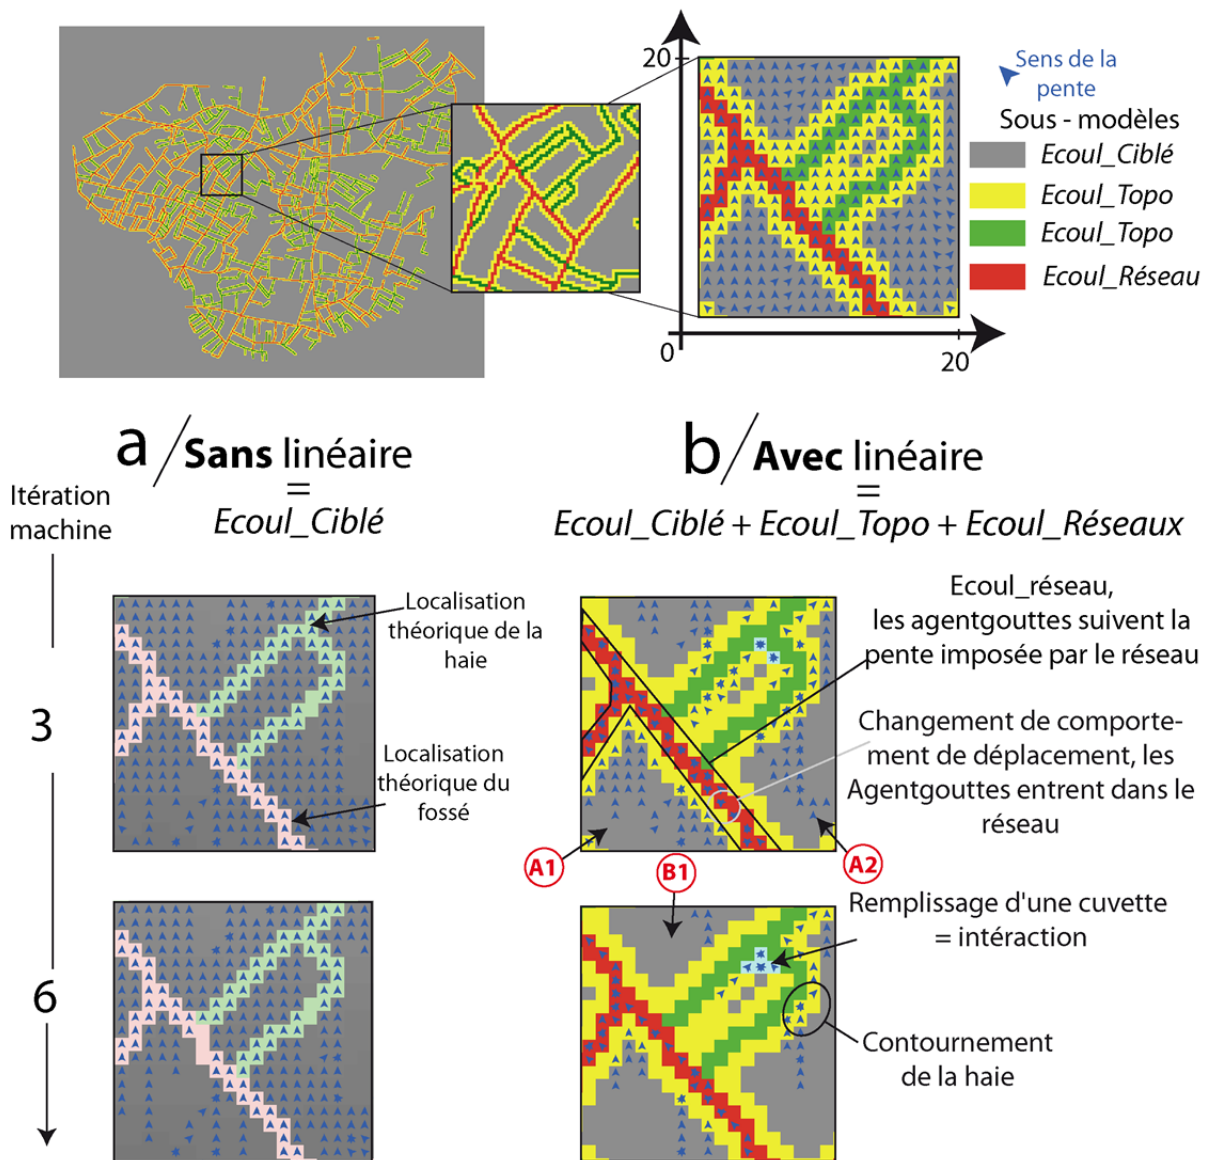 20
Sens de la
pente
Sous - modèles
Ecoul_Ciblé
Ecoul_Topo
Ecoul_Topo
Ecoul_Réseau
0
20
a/Sans linéaire
=
Ecoul_Ciblé
b/Avec linéaire
=
Ecoul_Ciblé + Ecoul_Topo + Ecoul_Réseaux
Itération
machine
3
Localisation
théorique de la
haie
Localisation
théorique du
fossé
Ecoul_réseau,
les agentgouttes suivent la
pente imposée par le réseau
Changement de comporte-
ment de déplacement, les
Agentgouttes entrent dans le
réseau
A1
B1
A2
6
Remplissage d'une cuvette
= intéraction
Contournement
de la haie